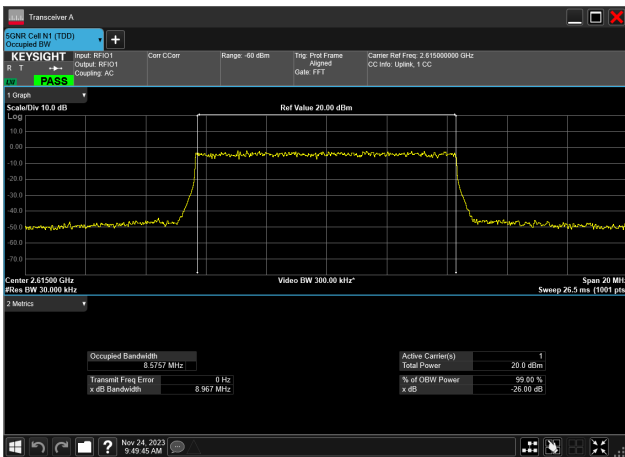 Transceiver A
5GNR Cell N1 (TDD)
Occupied BW
KEYSIGHT
R T
PASS
Input: RFIO1
Output: RFIO1
Coupling: AC
Corr CCorr
Range: -60 dBm
Trig: Prot Frame
Aligned
Gate: FFT
Carrier Ref Freq: 2.615000000 GHz
CC Info: Uplink, 1 CC
1 Graph
Scale/Div 10.0 dB
Ref Value 20.00 dBm
Log
10.0
0.00
-10.0
-20.0
-30.0
-40.0
-50.0
-60.0
-70.0
Center 2.61500 GHz
Video BW 300.00 kHz*
Span 20 MHz
#Res BW 30.000 kHz
Sweep 26.5 ms (1001 pts
2 Metrics
Occupied Bandwidth
8.5757 MHz
Active Carrier(s) 1
Total Power 20.0 dBm
Transmit Freq Error 0 Hz
x dB Bandwidth 8.967 MHz
% of OBW Power 99.00 %
x dB -26.00 dB
?
Nov 24, 2023
9:49:45 AM